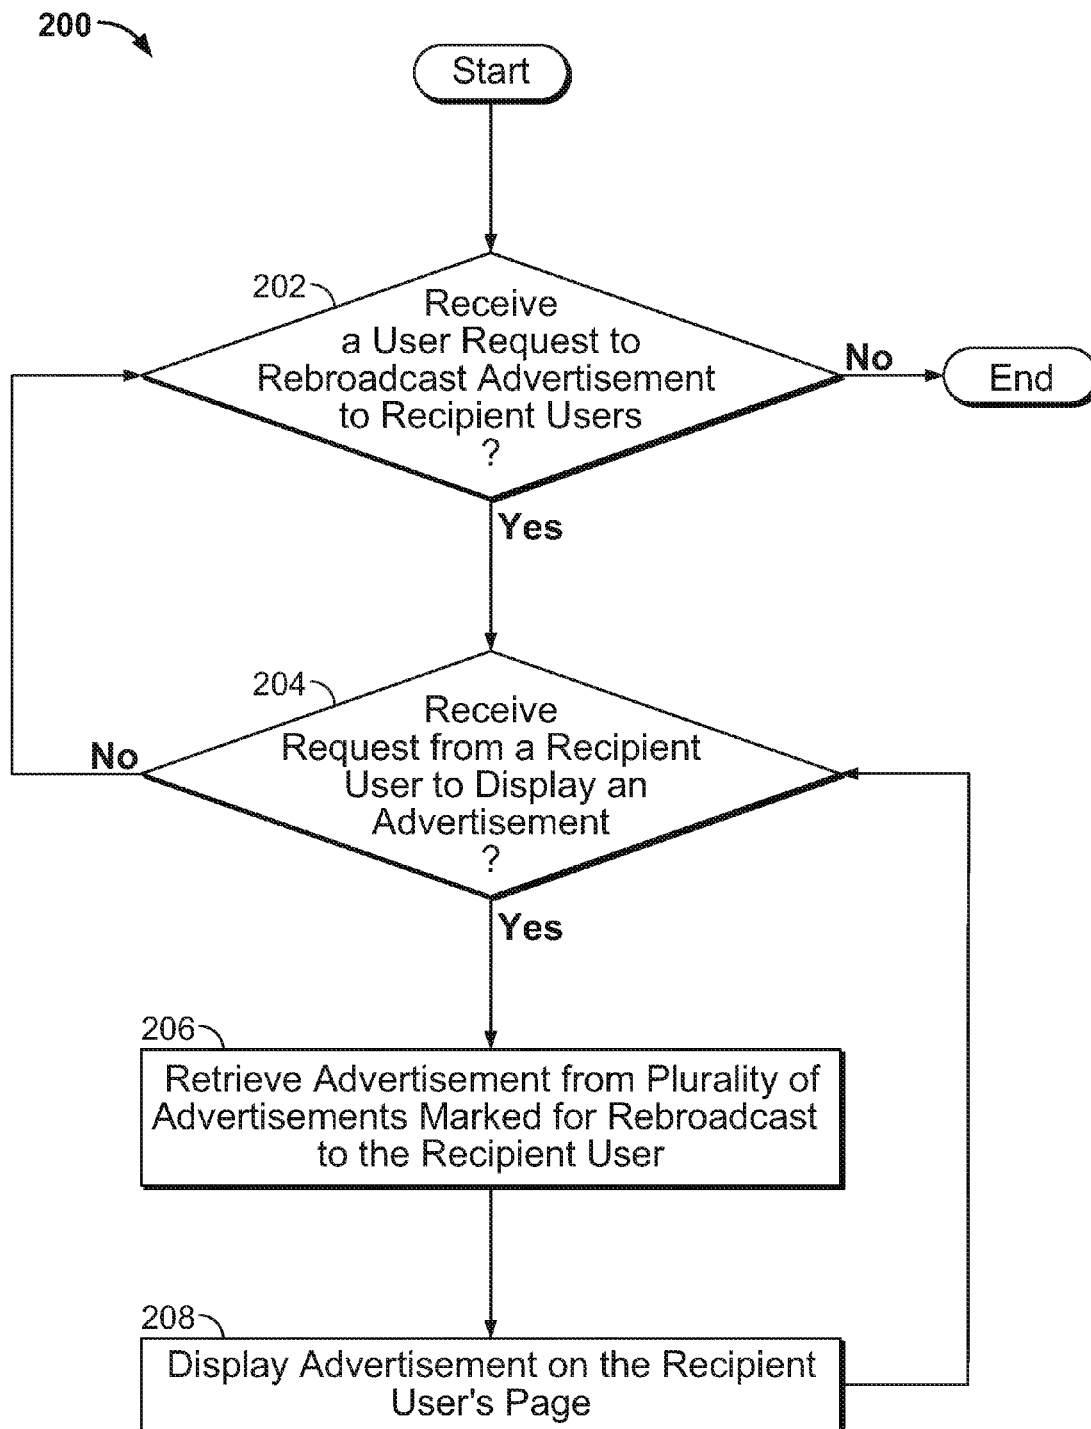 200
Start
202
Receive
a User Request to
Rebroadcast Advertisement
to Recipient Users
?
No
End
Yes
204
Receive
Request from a Recipient
User to Display an
Advertisement
?
No
Yes
206
Retrieve Advertisement from Plurality of
Advertisements Marked for Rebroadcast
to the Recipient User
208
Display Advertisement on the Recipient
User's Page